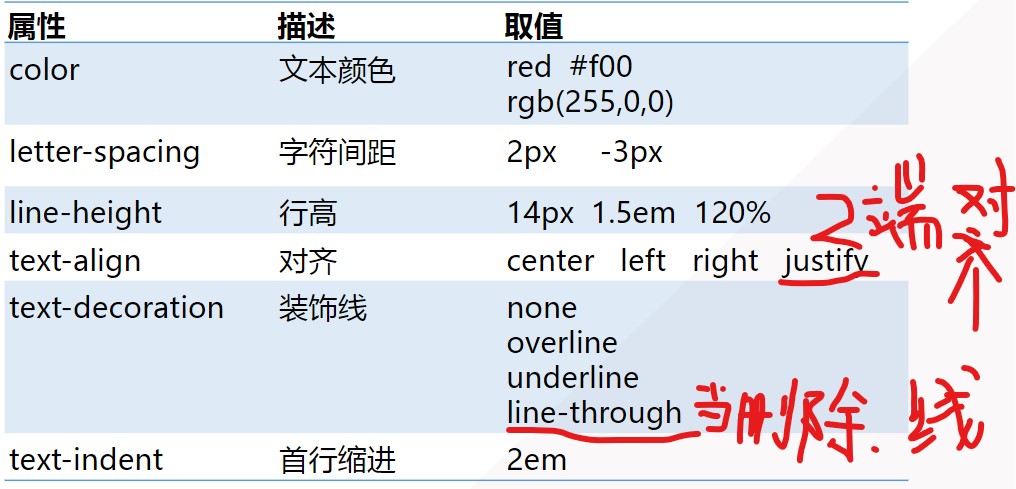 属性 描述 取值
color 文本颜色 red #f00
rgb(255,0,0)
letter-spacing 字符间距 2px -3px
line-height 行高 14px 1.5em 120%
2端对齐
text-align 对齐 center left right justify
text-decoration 装饰线 none
overline
underline
line-through 当删除线
text-indent 首行缩进 2em